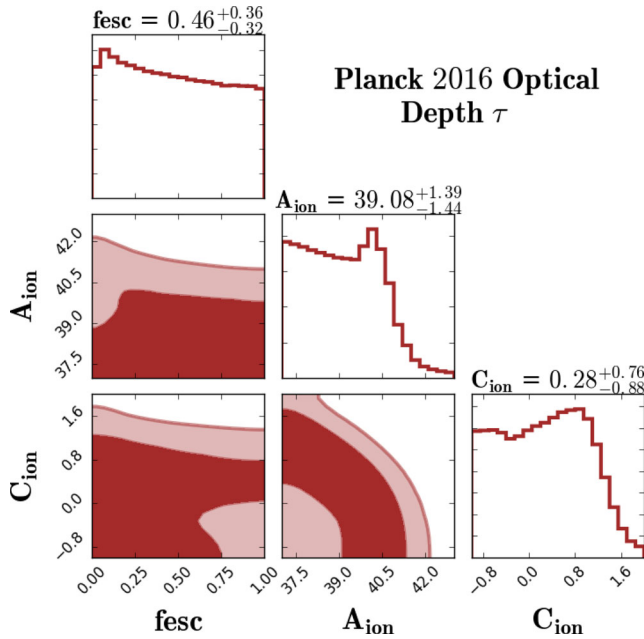 fesc = 0.46 +0.36 −0.32
Planck 2016 Optical
Depth τ
A_ion = 39.08 +1.39 −1.44
42.0
40.5
39.0
37.5
A_ion
C_ion = 0.28 +0.76 −0.88
1.6
0.8
0.0
−0.8
C_ion
0.00 0.25 0.50 0.75 1.00
37.5 39.0 40.5 42.0
−0.8 0.0 0.8 1.6
fesc A_ion C_ion